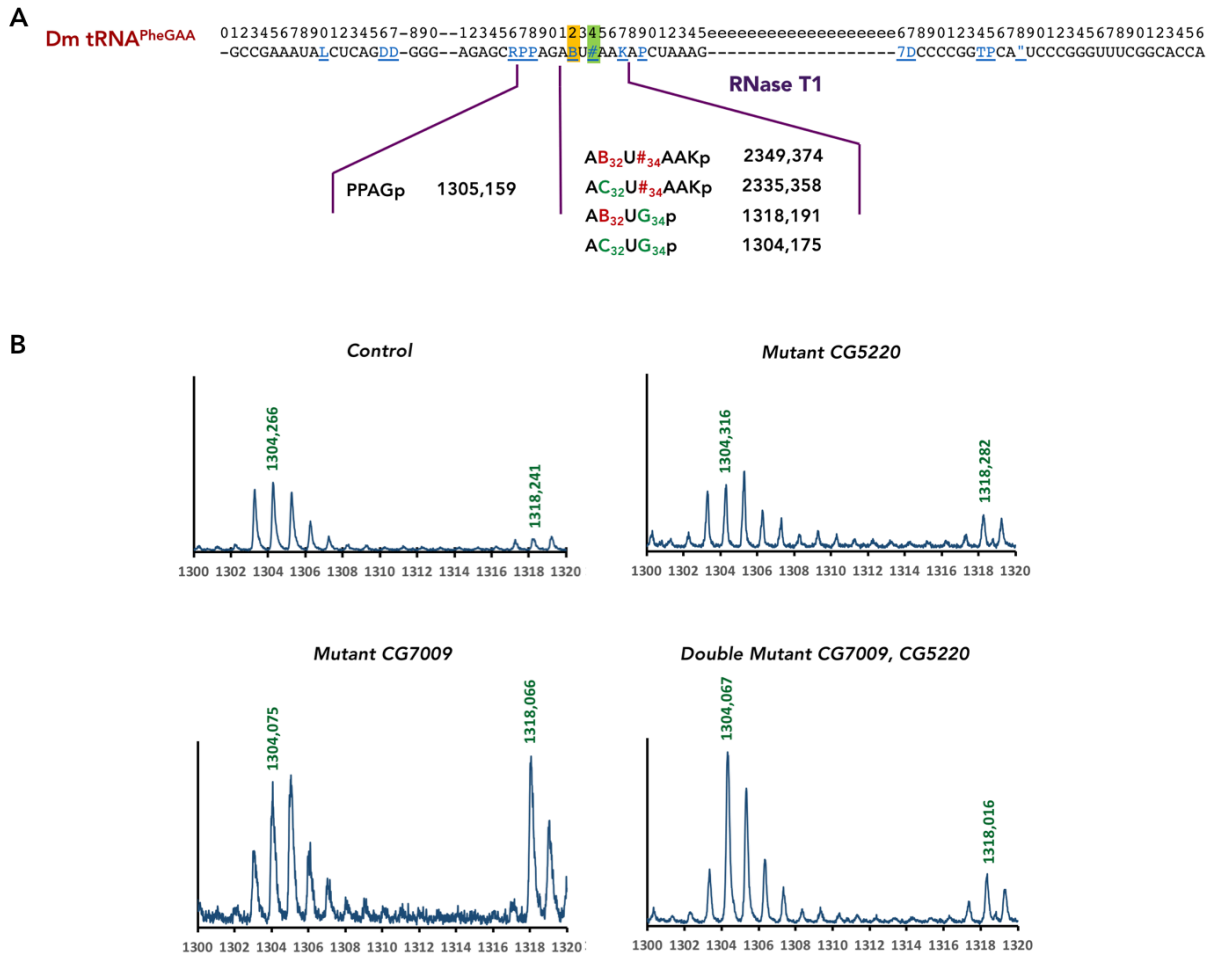 A
Dm tRNA^PheGAA
012345678901234567-890--1234567890123456789012345eeeeeeeeeeeeeeeeeee6789012345678901234567890123456
-GCCGAAAUALCUCAGDD-GGG--AGAGCRPPAGABU#AAKAPCUAAAG-------------------7DCCCCGGTPCA"UCCCGGGUUUCGGCACCA
RNase T1
PPAGp 1305,159
AB32U#34AAKp 2349,374
AC32U#34AAKp 2335,358
AB32UG34p 1318,191
AC32UG34p 1304,175
B
Control
1304,266
1318,241
1300 1302 1304 1306 1308 1310 1312 1314 1316 1318 1320
Mutant CG5220
1304,316
1318,282
1300 1302 1304 1306 1308 1310 1312 1314 1316 1318 1320
Mutant CG7009
1304,075
1318,066
1300 1302 1304 1306 1308 1310 1312 1314 1316 1318 1320
Double Mutant CG7009, CG5220
1304,067
1318,016
1300 1302 1304 1306 1308 1310 1312 1314 1316 1318 1320